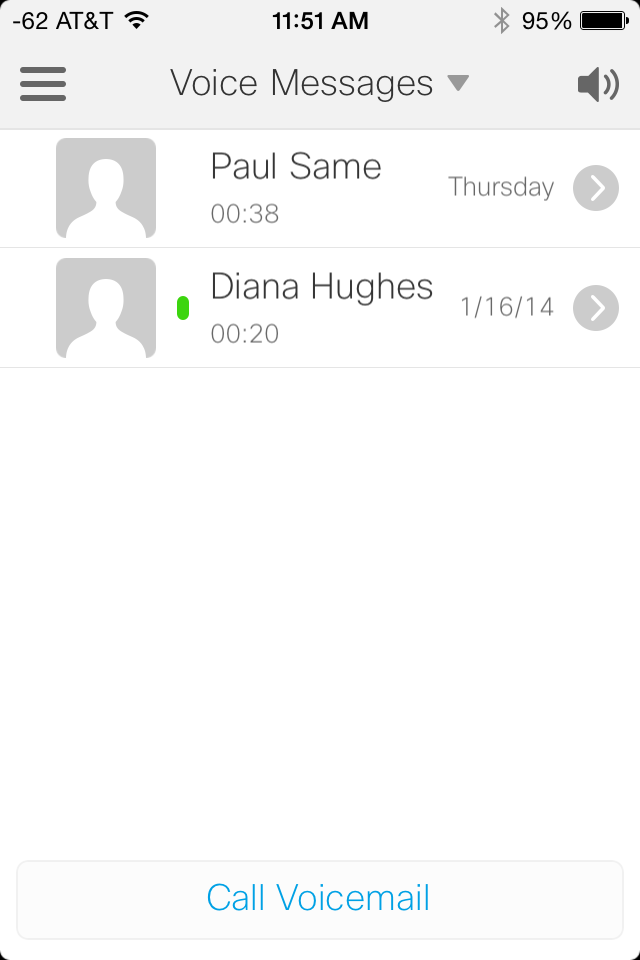 -62 AT&T 11:51 AM 95%
Voice Messages
Paul Same
Thursday
00:38
Diana Hughes
1/16/14
00:20
Call Voicemail